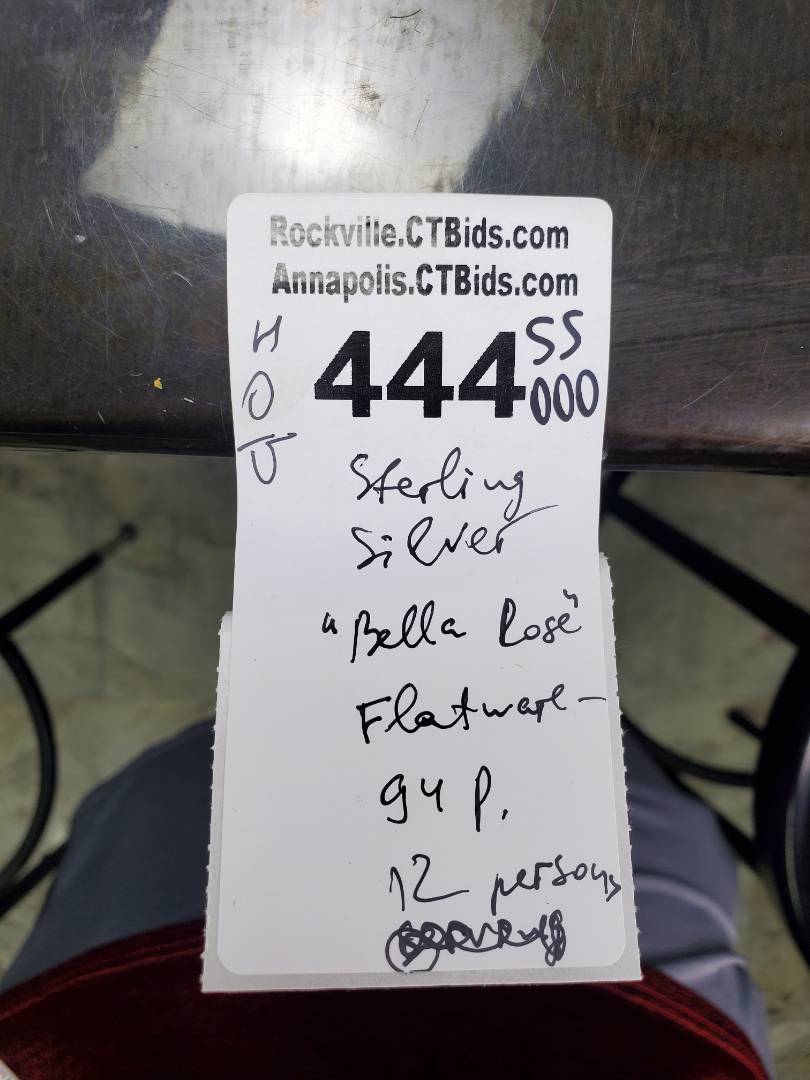 Rockville.CTBids.com
Annapolis.CTBids.com
H
O
U
444
SS
000
Sterling
Silver
"Bella Rose"
Flatware -
94 p.
12 persons